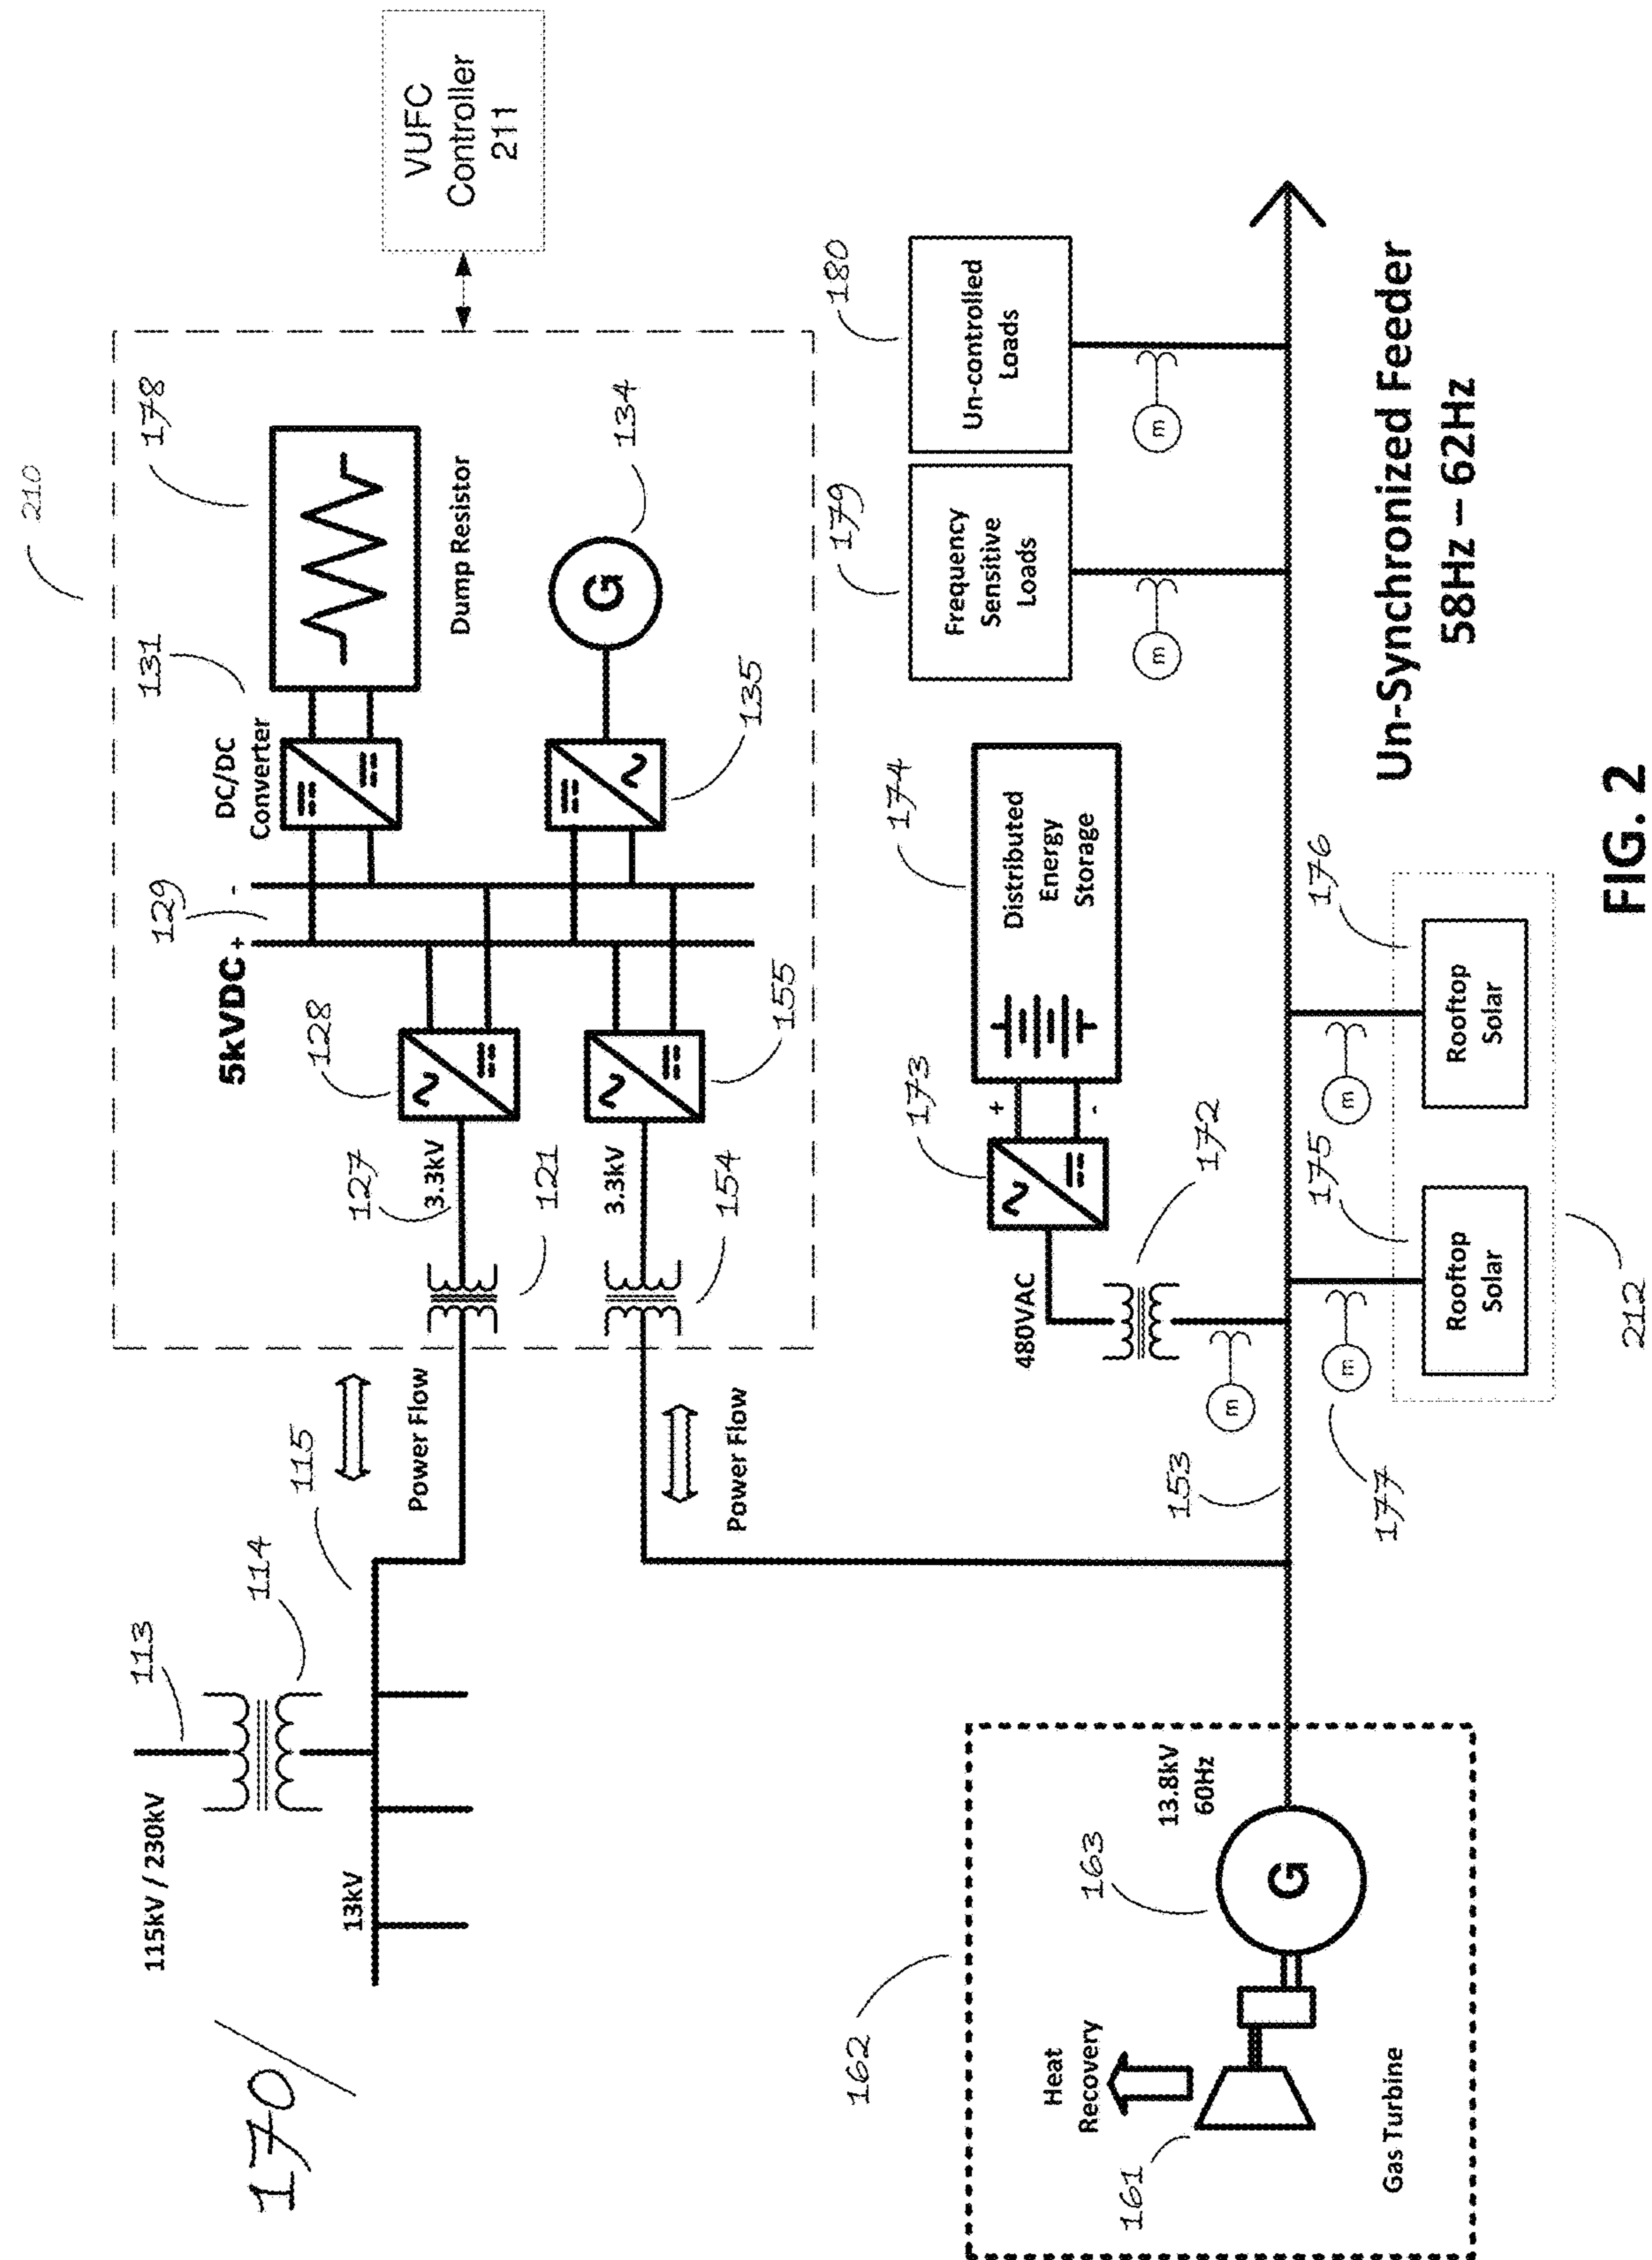 170
113
115kV / 230kV
114
13kV
115
Power Flow
Power Flow
210
127
3.3kV
121
3.3kV
154
128
155
5kVDC
+
-
129
DC/DC
Converter
131
178
Dump Resistor
135
G
134
VUFC
Controller
211
162
161
Heat
Recovery
Gas Turbine
163
G
13.8kV
60Hz
153
177
m
m
m
480VAC
172
173
+
-
174
Distributed
Energy
Storage
175
Rooftop
Solar
176
Rooftop
Solar
212
179
Frequency
Sensitive
Loads
m
180
Un-controlled
Loads
m
Un-Synchronized Feeder
58Hz – 62Hz
FIG. 2